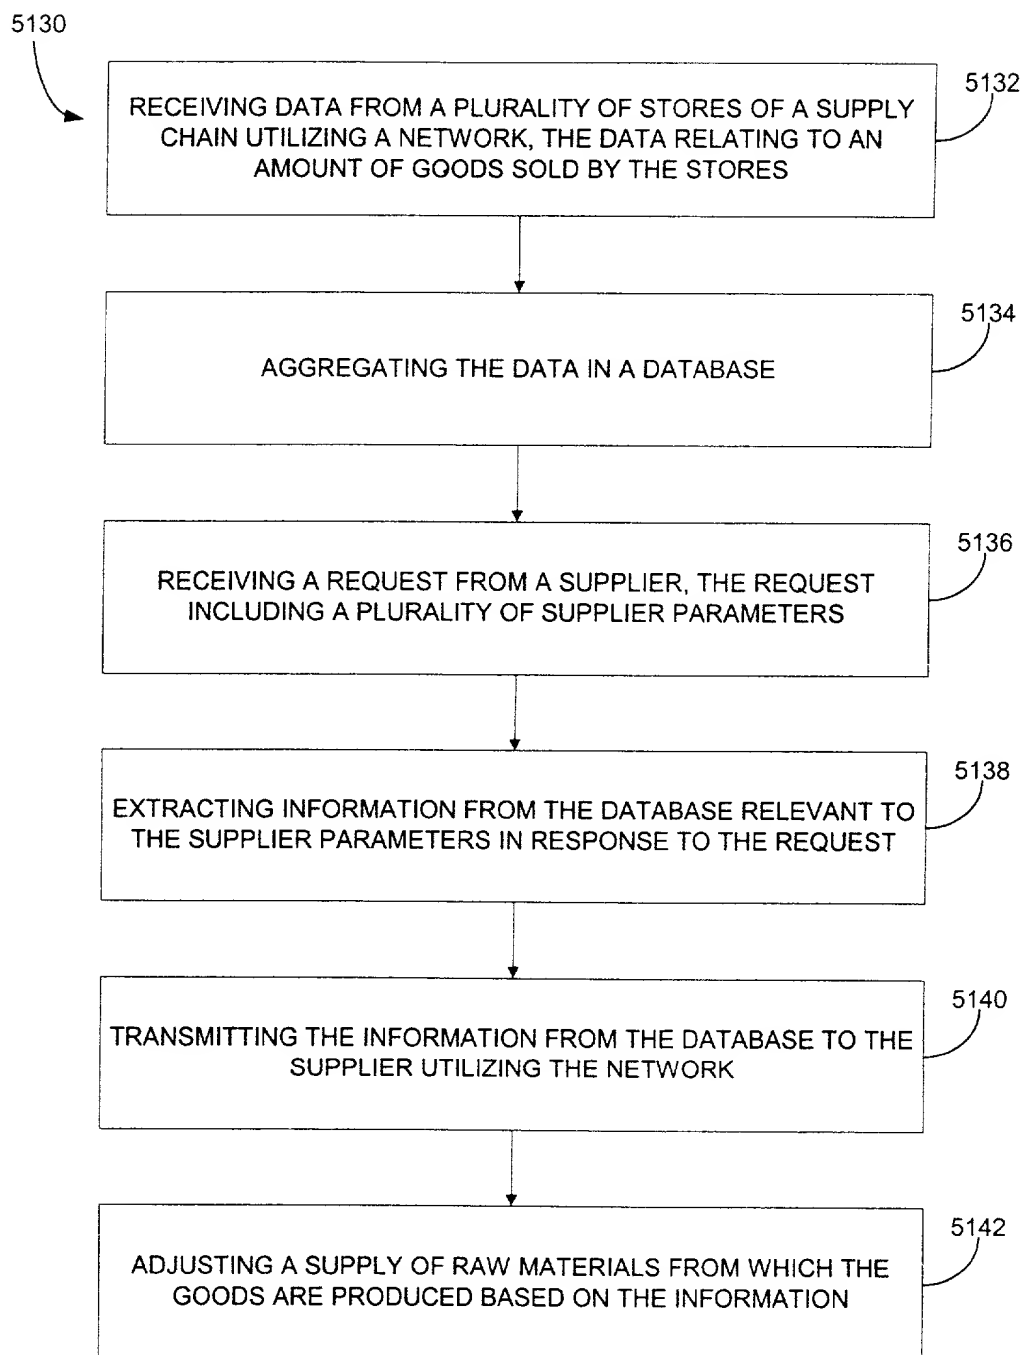 5130
5132
RECEIVING DATA FROM A PLURALITY OF STORES OF A SUPPLY
CHAIN UTILIZING A NETWORK, THE DATA RELATING TO AN
AMOUNT OF GOODS SOLD BY THE STORES
5134
AGGREGATING THE DATA IN A DATABASE
5136
RECEIVING A REQUEST FROM A SUPPLIER, THE REQUEST
INCLUDING A PLURALITY OF SUPPLIER PARAMETERS
5138
EXTRACTING INFORMATION FROM THE DATABASE RELEVANT TO
THE SUPPLIER PARAMETERS IN RESPONSE TO THE REQUEST
5140
TRANSMITTING THE INFORMATION FROM THE DATABASE TO THE
SUPPLIER UTILIZING THE NETWORK
5142
ADJUSTING A SUPPLY OF RAW MATERIALS FROM WHICH THE
GOODS ARE PRODUCED BASED ON THE INFORMATION